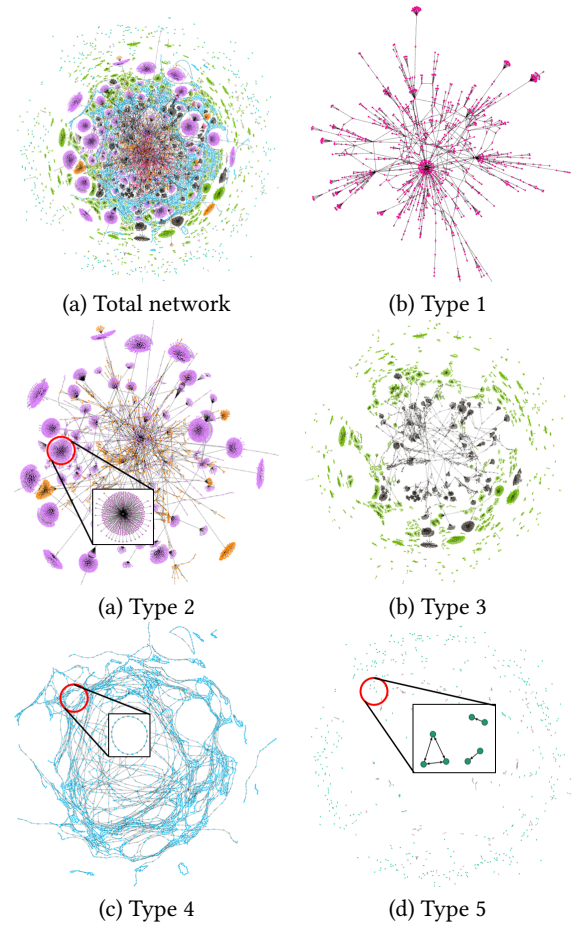 (a) Total network
(b) Type 1
(a) Type 2
(b) Type 3
(c) Type 4
(d) Type 5